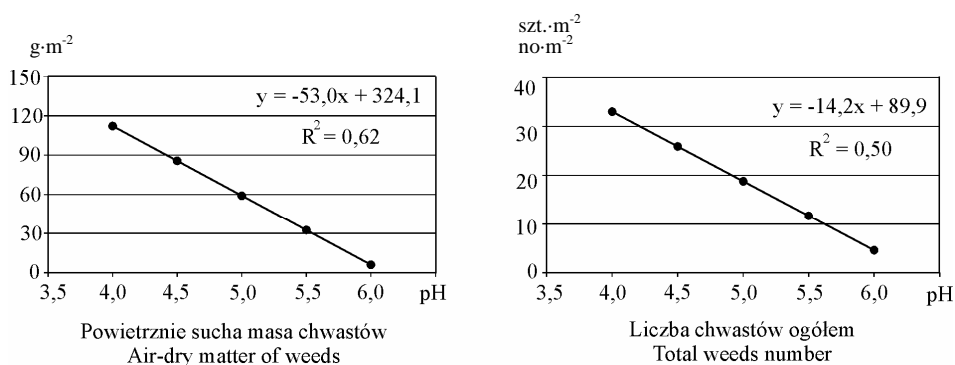 g·m-2
150
120
90
60
30
0
y = -53,0x + 324,1
R2 = 0,62
3,5 4,0 4,5 5,0 5,5 6,0 pH
Powietrznie sucha masa chwastów
Air-dry matter of weeds
szt.·m-2
no·m-2
40
30
20
10
0
y = -14,2x + 89,9
R2 = 0,50
3,5 4,0 4,5 5,0 5,5 6,0 pH
Liczba chwastów ogółem
Total weeds number